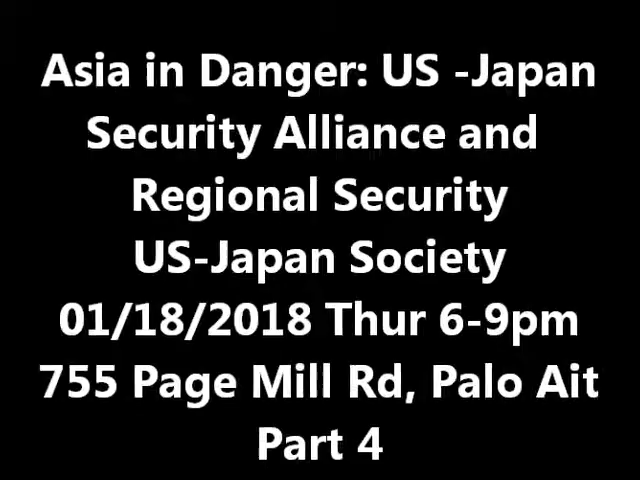 Asia in Danger: US -Japan
Security Alliance and
Regional Security
US-Japan Society
01/18/2018 Thur 6-9pm
755 Page Mill Rd, Palo Ait
Part 4